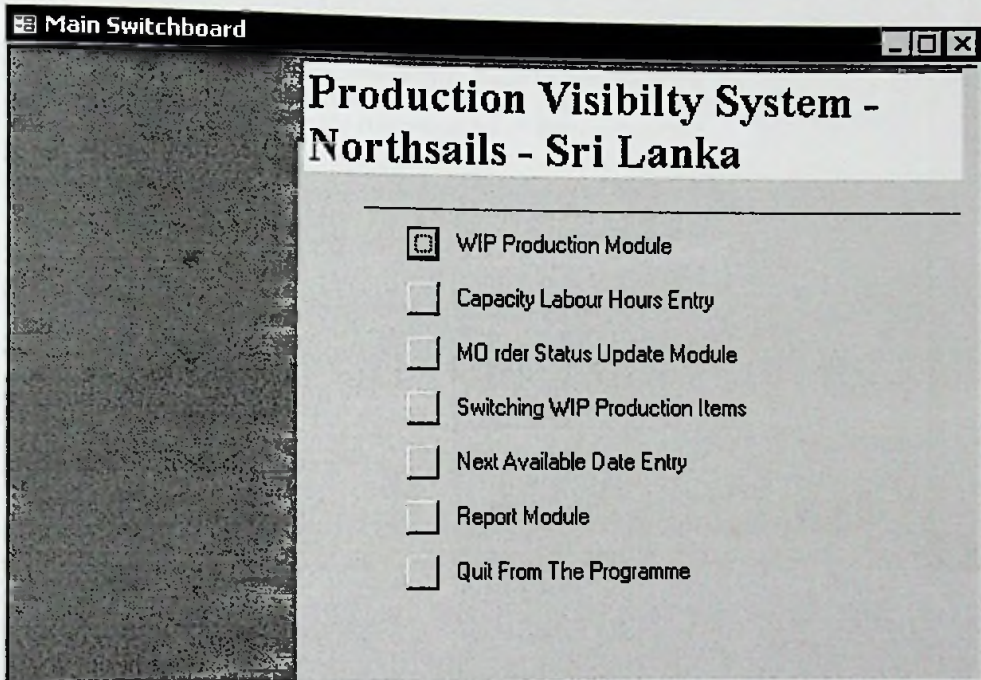 Main Switchboard
Production Visibilty System -
Northsails - Sri Lanka
WIP Production Module
Capacity Labour Hours Entry
MO rder Status Update Module
Switching WIP Production Items
Next Available Date Entry
Report Module
Quit From The Programme